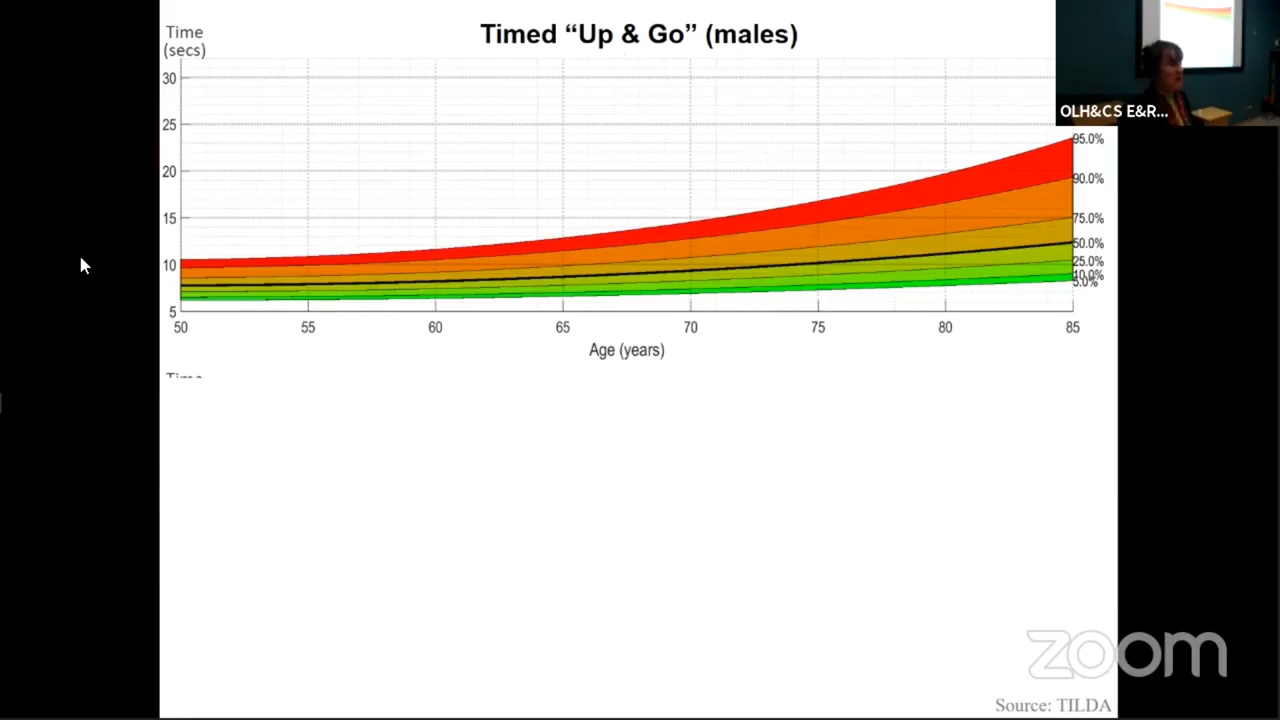 Timed “Up & Go” (males)
Time
(secs)
30
25
20
15
10
5
50
55
60
65
70
75
80
85
Age (years)
95.0%
90.0%
75.0%
50.0%
25.0%
10.0%
5.0%
OLH&CS E&R...
Time
zoom
Source: TILDA